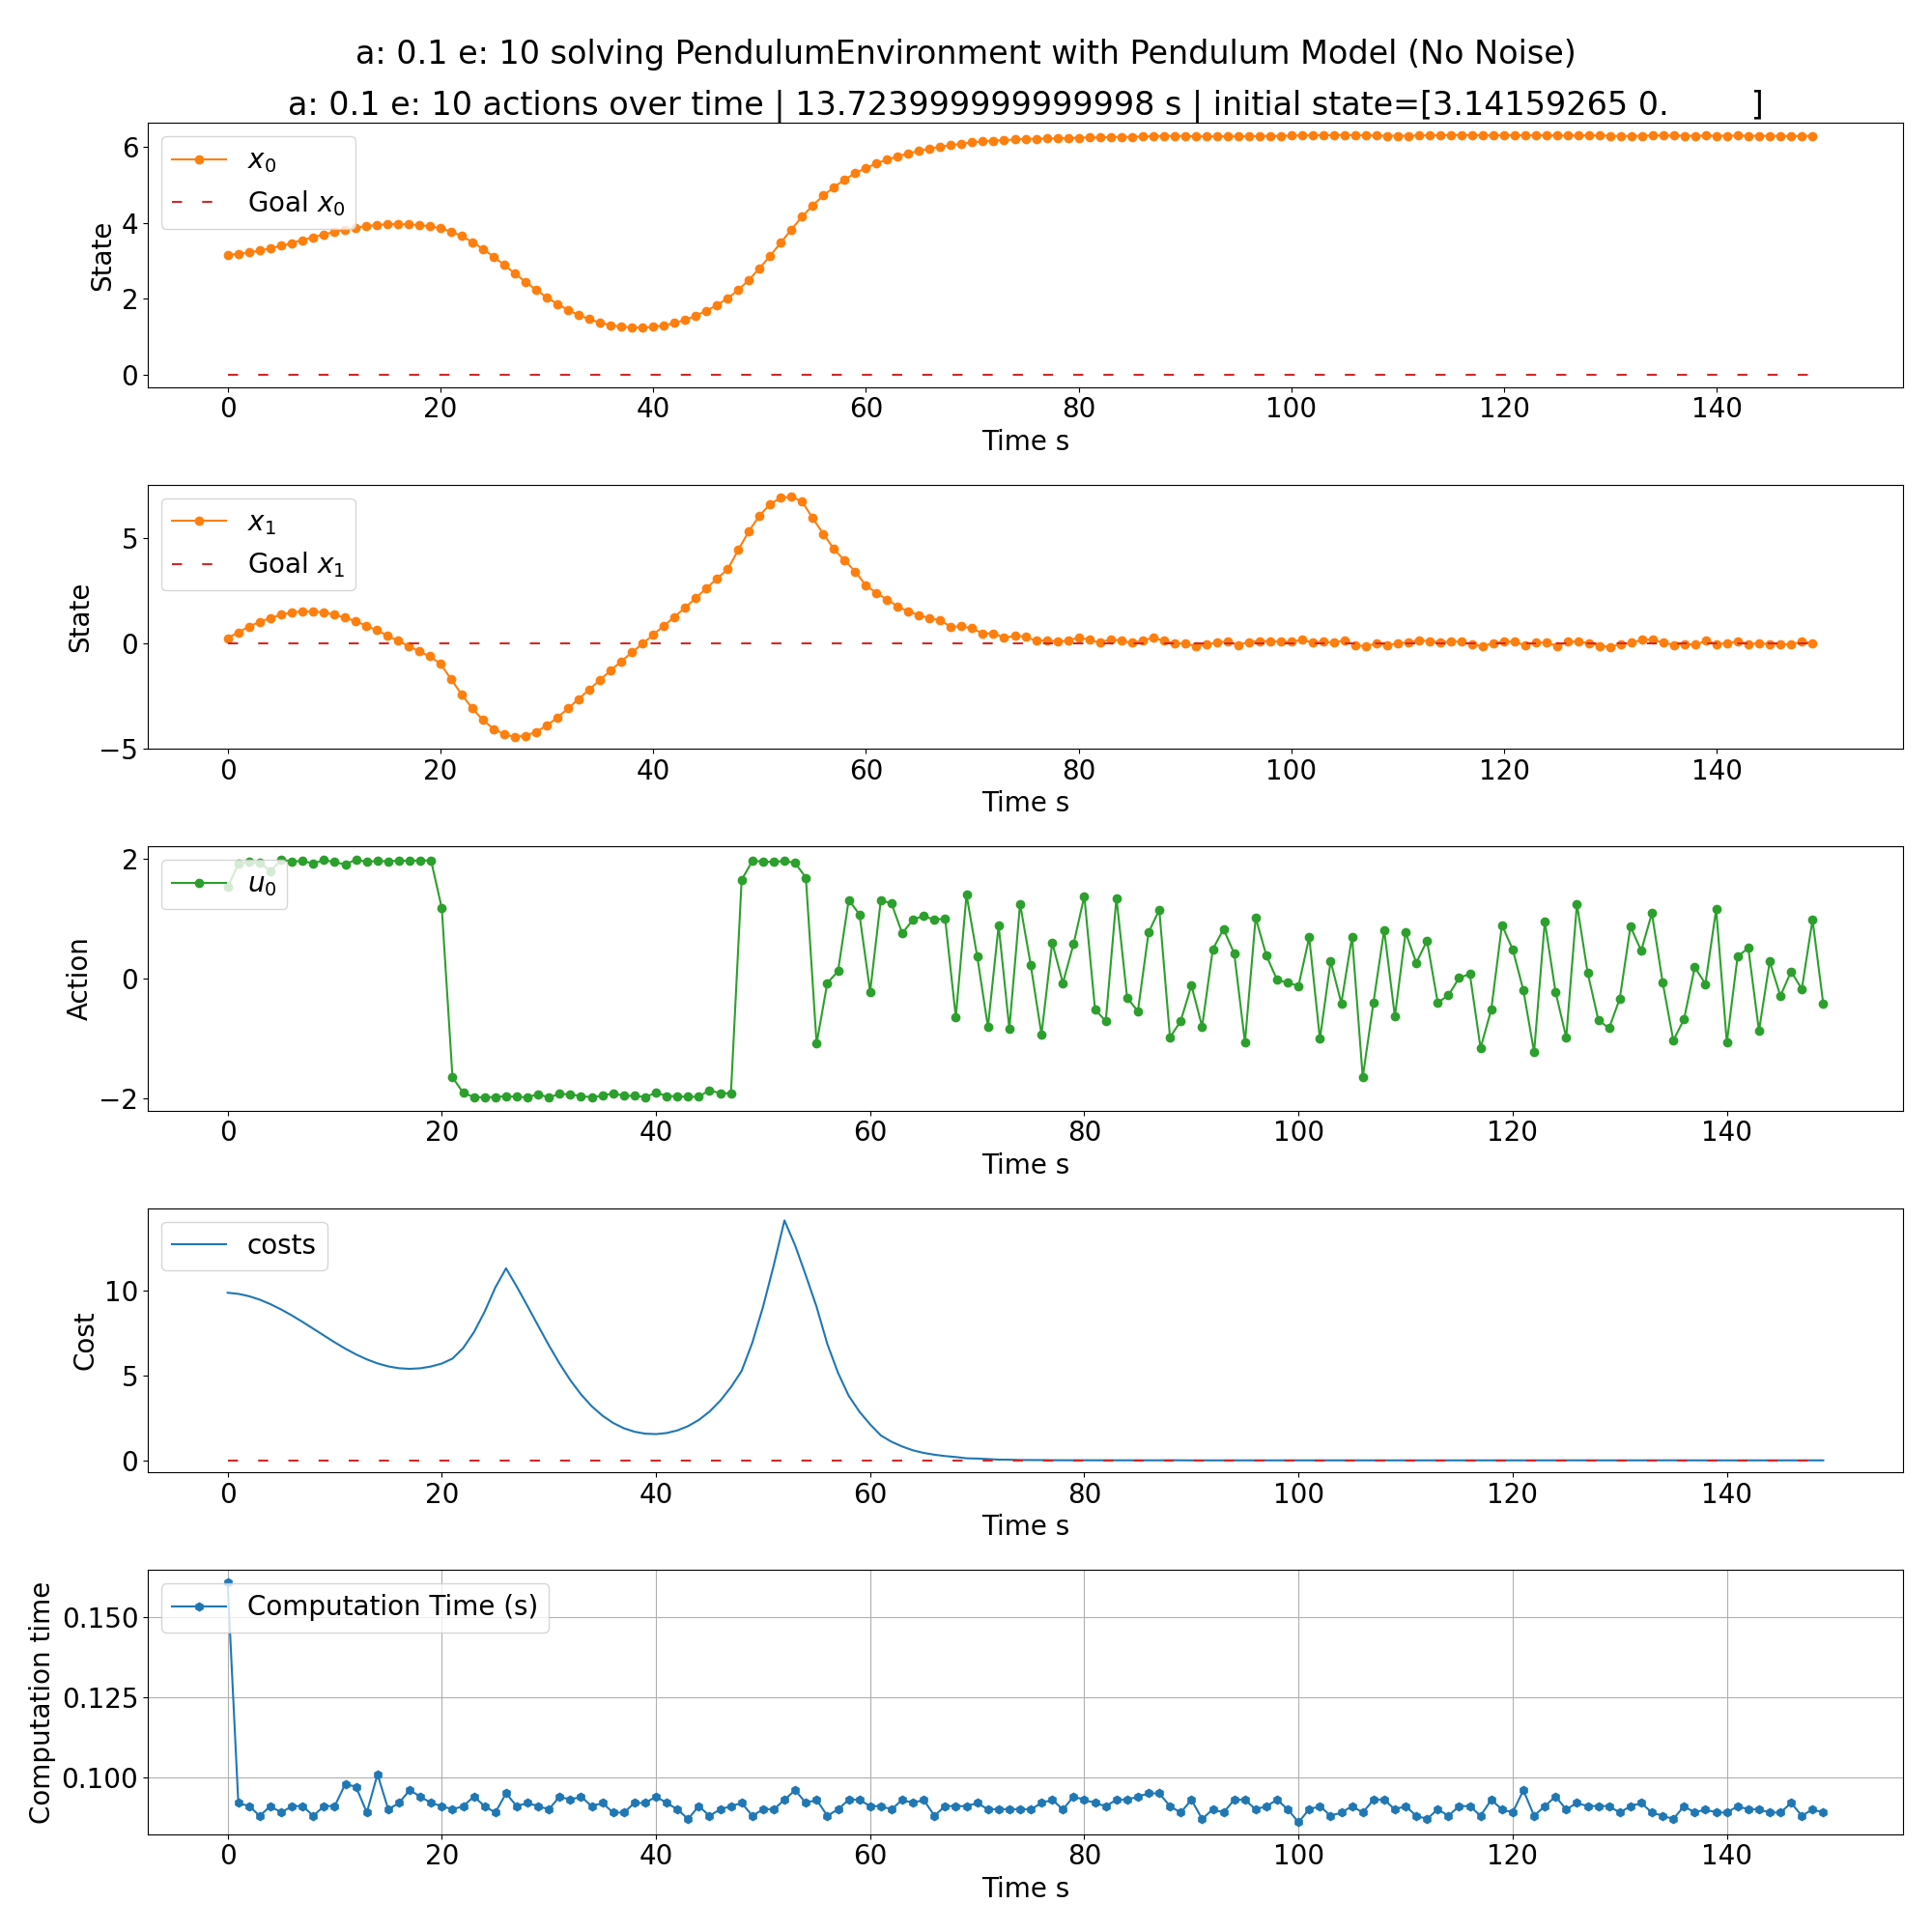 a: 0.1 e: 10 solving PendulumEnvironment with Pendulum Model (No Noise)
a: 0.1 e: 10 actions over time | 13.723999999999998 s | initial state=[3.14159265 0. ]
x0
Goal x0
State
6
4
2
0
0 20 40 60 80 100 120 140
Time s
x1
Goal x1
State
5
0
−5
0 20 40 60 80 100 120 140
Time s
u0
Action
2
0
−2
0 20 40 60 80 100 120 140
Time s
costs
Cost
10
5
0
0 20 40 60 80 100 120 140
Time s
Computation Time (s)
Computation time
0.150
0.125
0.100
0 20 40 60 80 100 120 140
Time s